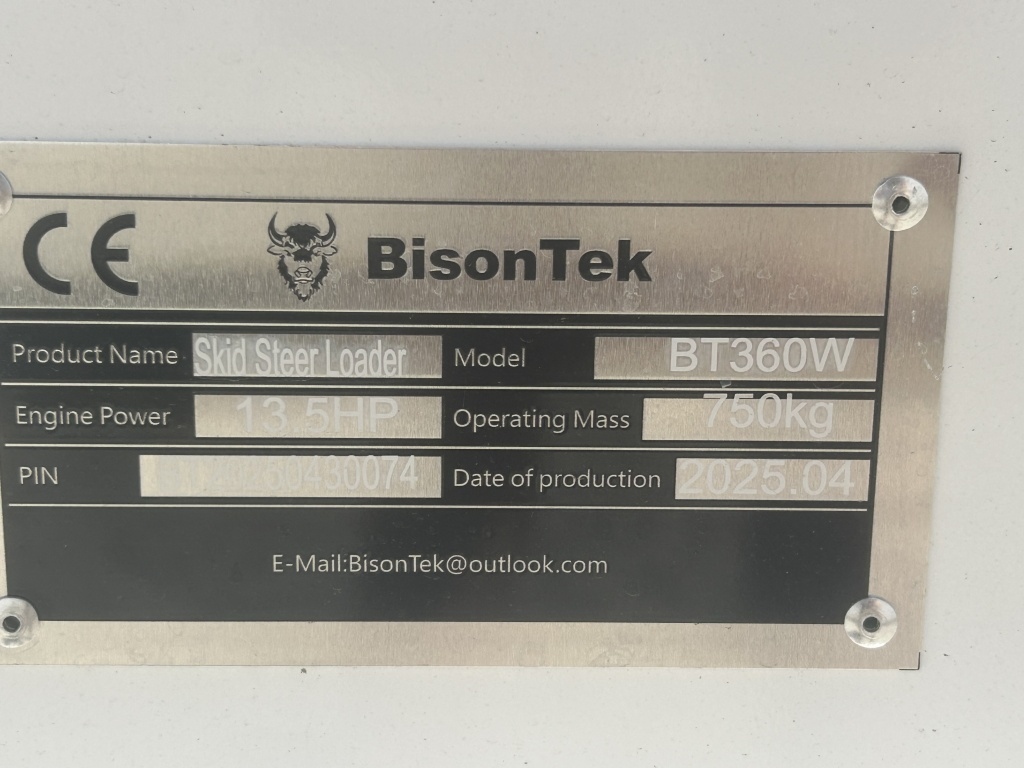 CE BisonTek
Product Name Skid Steer Loader Model BT360W
Engine Power 13.5HP Operating Mass 750kg
PIN Date of production 2025.04
E-Mail:BisonTek@outlook.com